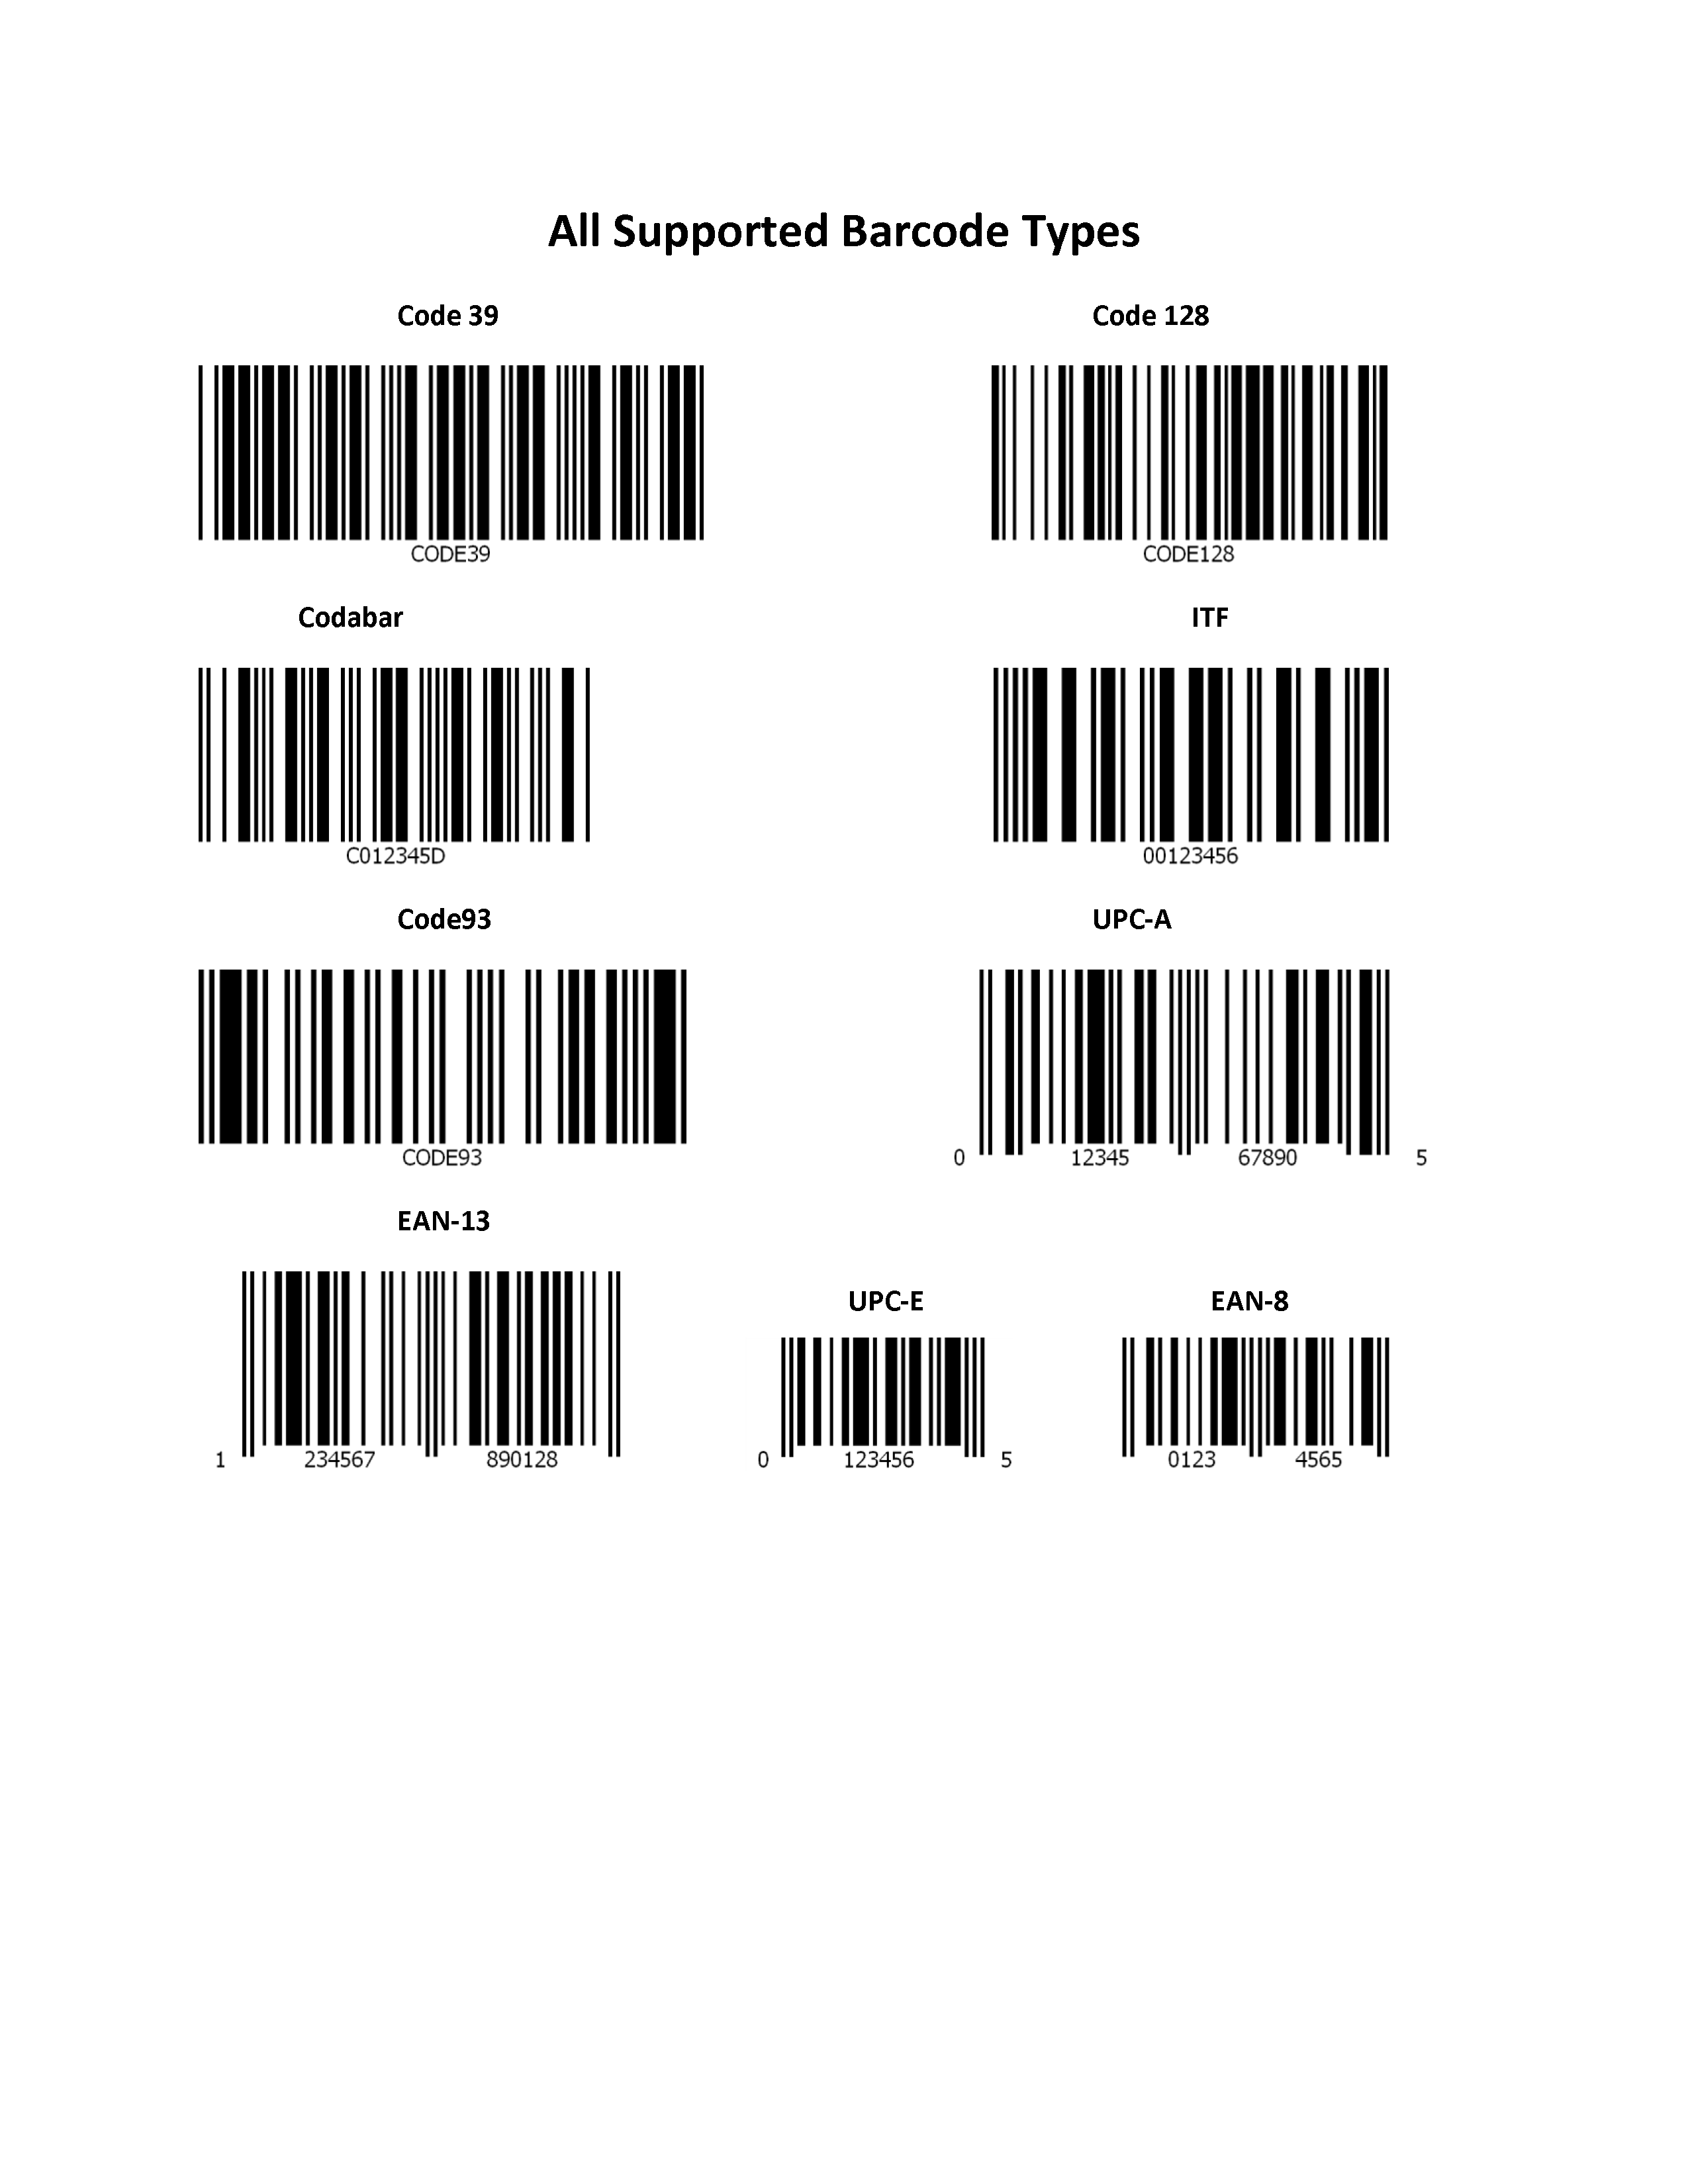 All Supported Barcode Types
Code 39
Code 128
CODE39
CODE128
Codabar
ITF
C012345D
00123456
Code93
UPC-A
CODE93
0 12345 67890 5
EAN-13
UPC-E
EAN-8
1 234567 890128
0 123456 5
0123 4565